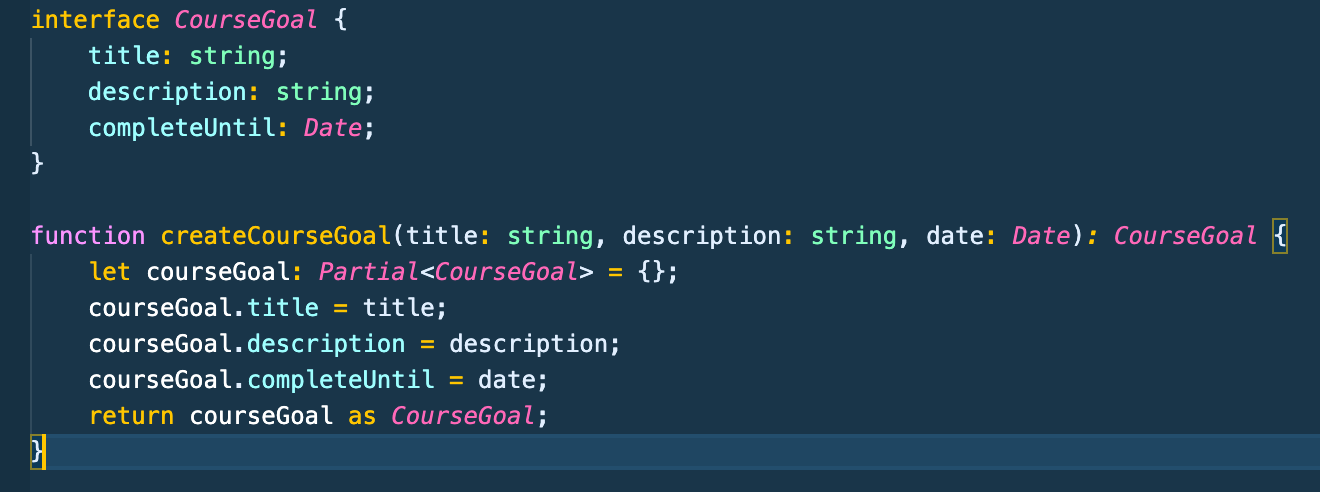 interface CourseGoal {
    title: string;
    description: string;
    completeUntil: Date;
}

function createCourseGoal(title: string, description: string, date: Date): CourseGoal {
    let courseGoal: Partial<CourseGoal> = {};
    courseGoal.title = title;
    courseGoal.description = description;
    courseGoal.completeUntil = date;
    return courseGoal as CourseGoal;
}